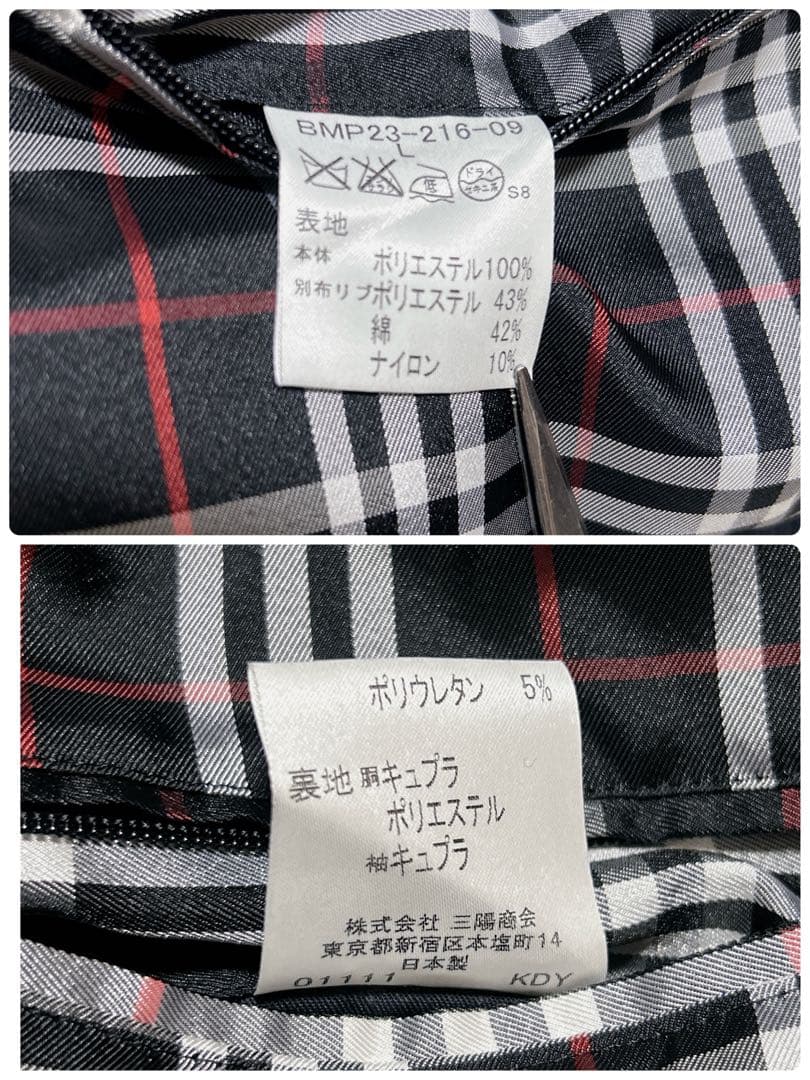 BMP23-216-09
L
低
ドライ
セキユ系
S8
表地
本体 ポリエステル100%
別布リブポリエステル 43%
綿 42%
ナイロン 10%
ポリウレタン 5%
裏地 胴キュプラ
ポリエステル
袖キュプラ
株式会社 三陽商会
東京都新宿区本塩町14
日本製
01111 KDY